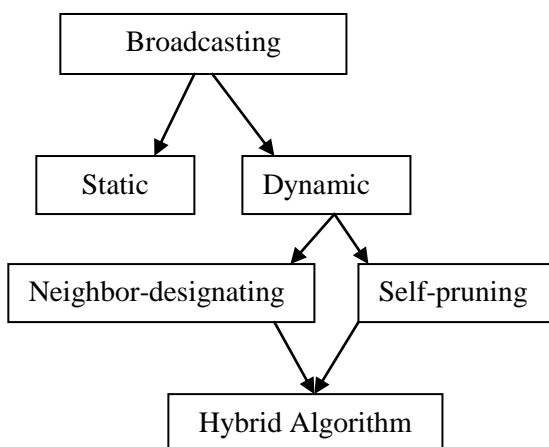 Broadcasting
Static
Dynamic
Neighbor-designating
Self-pruning
Hybrid Algorithm